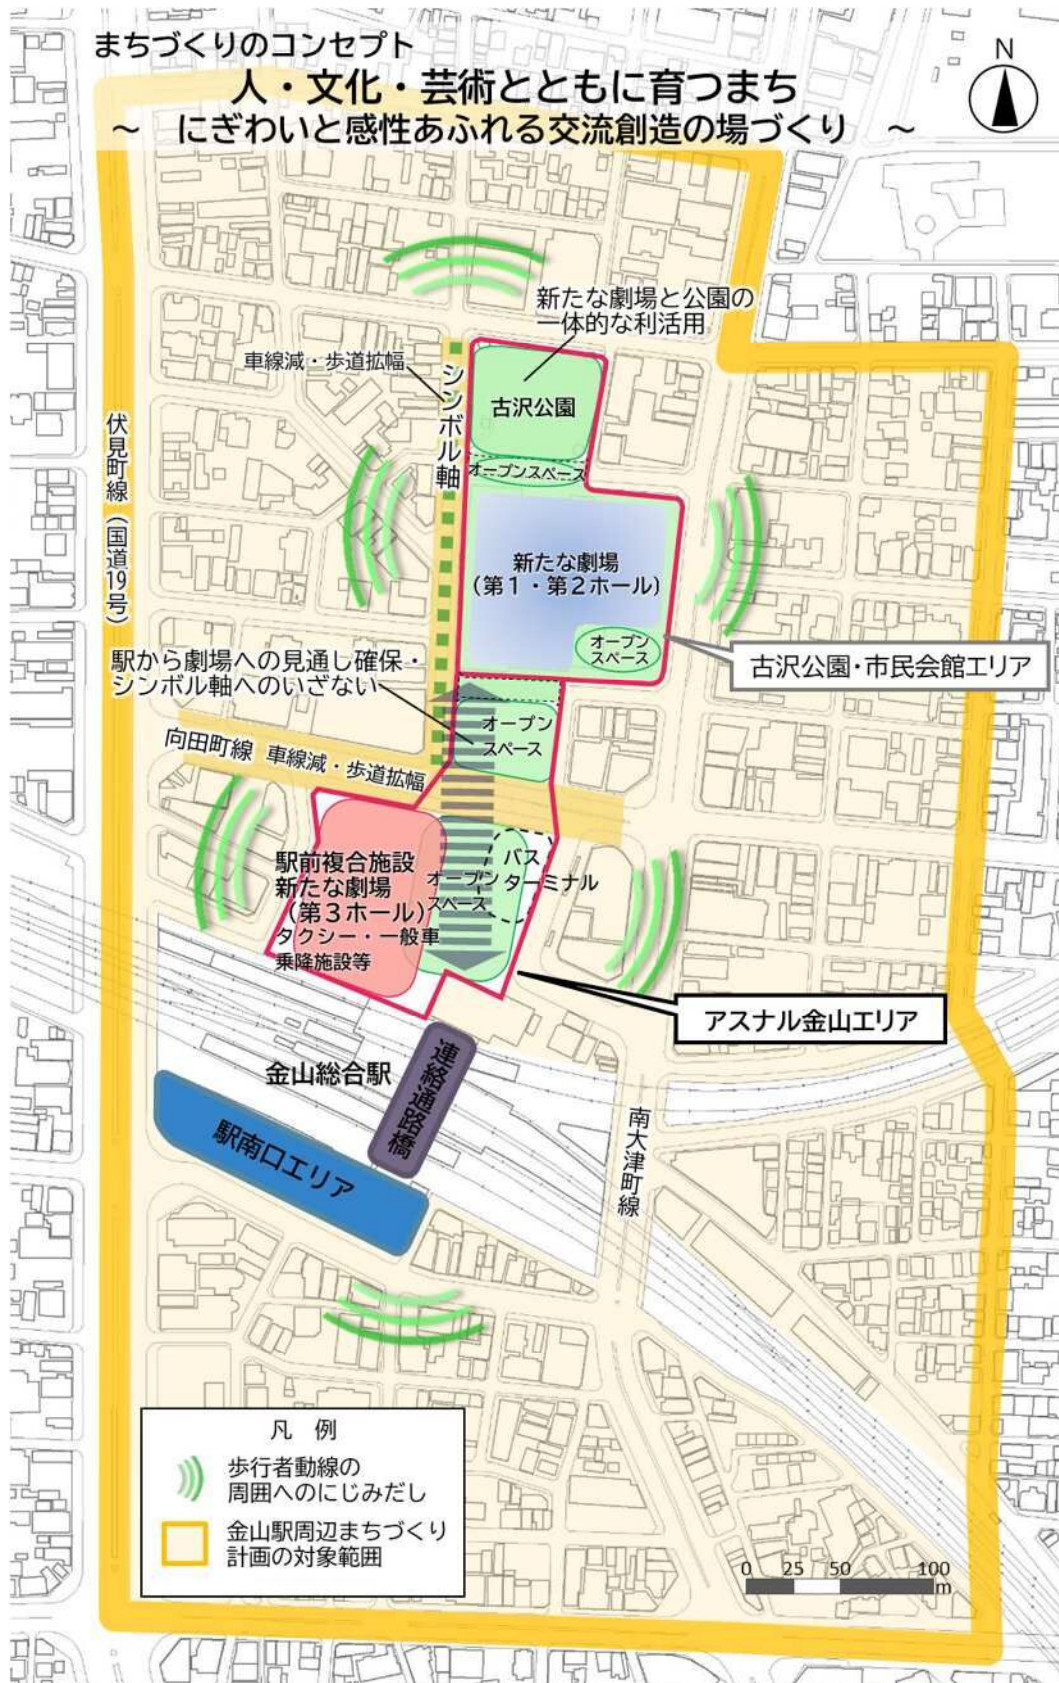 まちづくりのコンセプト
人・文化・芸術とともに育つまち
～ にぎわいと感性あふれる交流創造の場づくり ～
N
新たな劇場と公園の
一体的な利活用
車線減・歩道拡幅
シンボル軸
古沢公園
オープンスペース
伏見町線（国道19号）
新たな劇場
（第1・第2ホール）
オープン
スペース
古沢公園・市民会館エリア
駅から劇場への見通し確保・
シンボル軸へのいざない
オープン
スペース
向田町線 車線減・歩道拡幅
駅前複合施設
新たな劇場
（第3ホール）
タクシー・一般車
乗降施設等
オープン
スペース
バス
ターミナル
アスナル金山エリア
金山総合駅
連絡通路橋
駅南口エリア
南大津町線
凡 例
歩行者動線の
周囲へのにじみだし
金山駅周辺まちづくり
計画の対象範囲
0 25 50 100
m